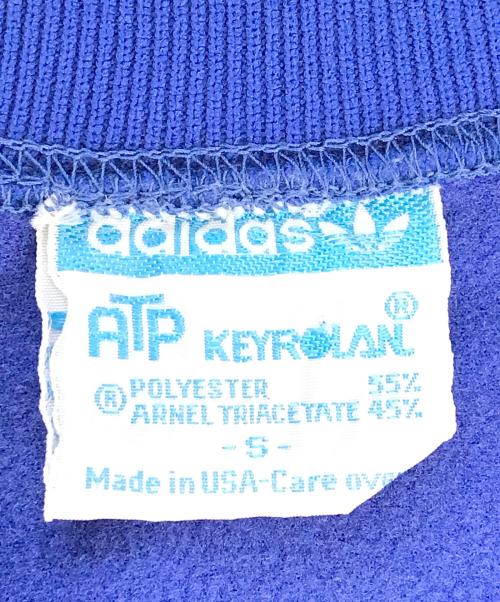 adidas
ATP KEYROLAN ®
® POLYESTER 55%
ARNEL TRIACETATE 45%
- S -
Made in USA-Care